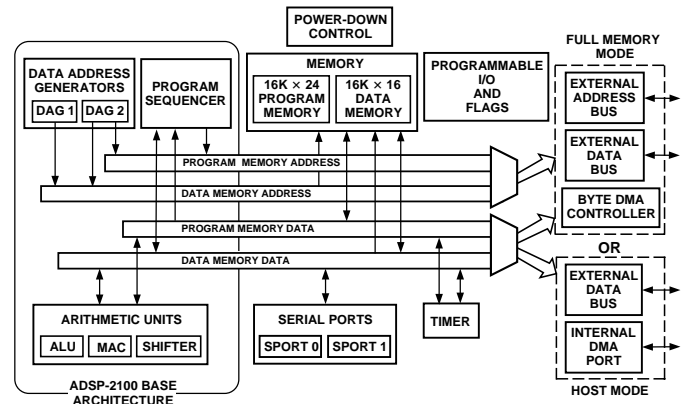 POWER-DOWN
CONTROL
FULL MEMORY
MODE
DATA ADDRESS
GENERATORS
DAG 1
DAG 2
PROGRAM
SEQUENCER
MEMORY
16K × 24
PROGRAM
MEMORY
16K × 16
DATA
MEMORY
PROGRAMMABLE
I/O
AND
FLAGS
EXTERNAL
ADDRESS
BUS
EXTERNAL
DATA
BUS
BYTE DMA
CONTROLLER
PROGRAM MEMORY ADDRESS
DATA MEMORY ADDRESS
PROGRAM MEMORY DATA
DATA MEMORY DATA
OR
EXTERNAL
DATA
BUS
INTERNAL
DMA
PORT
HOST MODE
ARITHMETIC UNITS
ALU
MAC
SHIFTER
SERIAL PORTS
SPORT 0
SPORT 1
TIMER
ADSP-2100 BASE
ARCHITECTURE